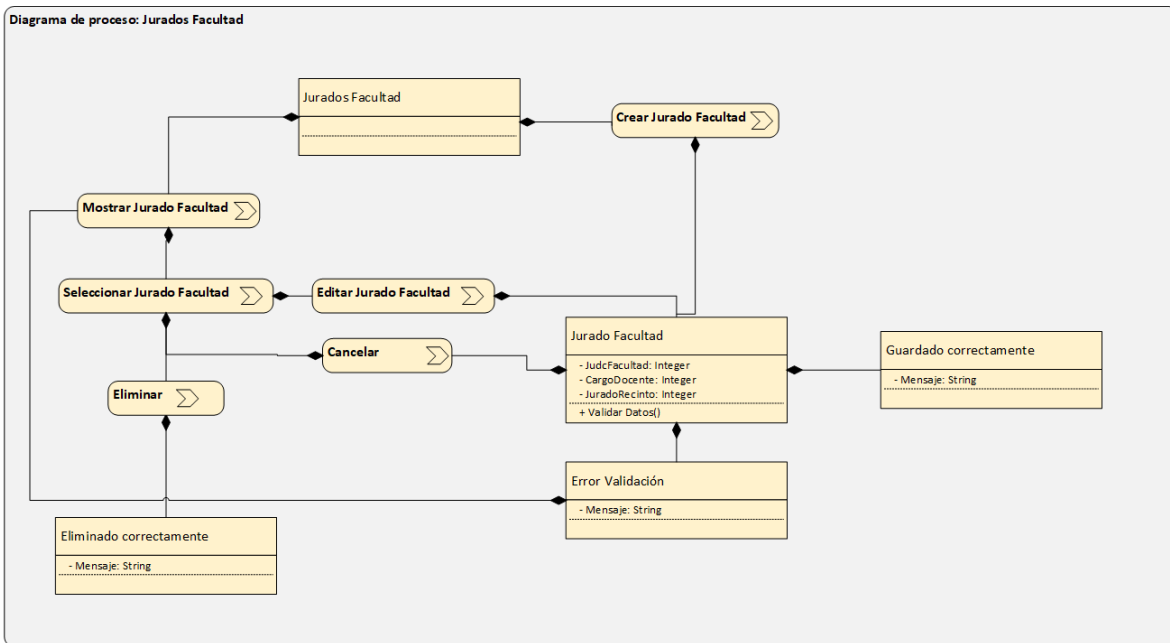 Diagrama de proceso: Jurados Facultad
Jurados Facultad
Crear Jurado Facultad
Mostrar Jurado Facultad
Seleccionar Jurado Facultad
Editar Jurado Facultad
Jurado Facultad
- JudcFacultad: Integer
- CargoDocente: Integer
- JuradoRecinto: Integer
+ Validar Datos()
Guardado correctamente
- Mensaje: String
Cancelar
Eliminar
Error Validación
- Mensaje: String
Eliminado correctamente
- Mensaje: String